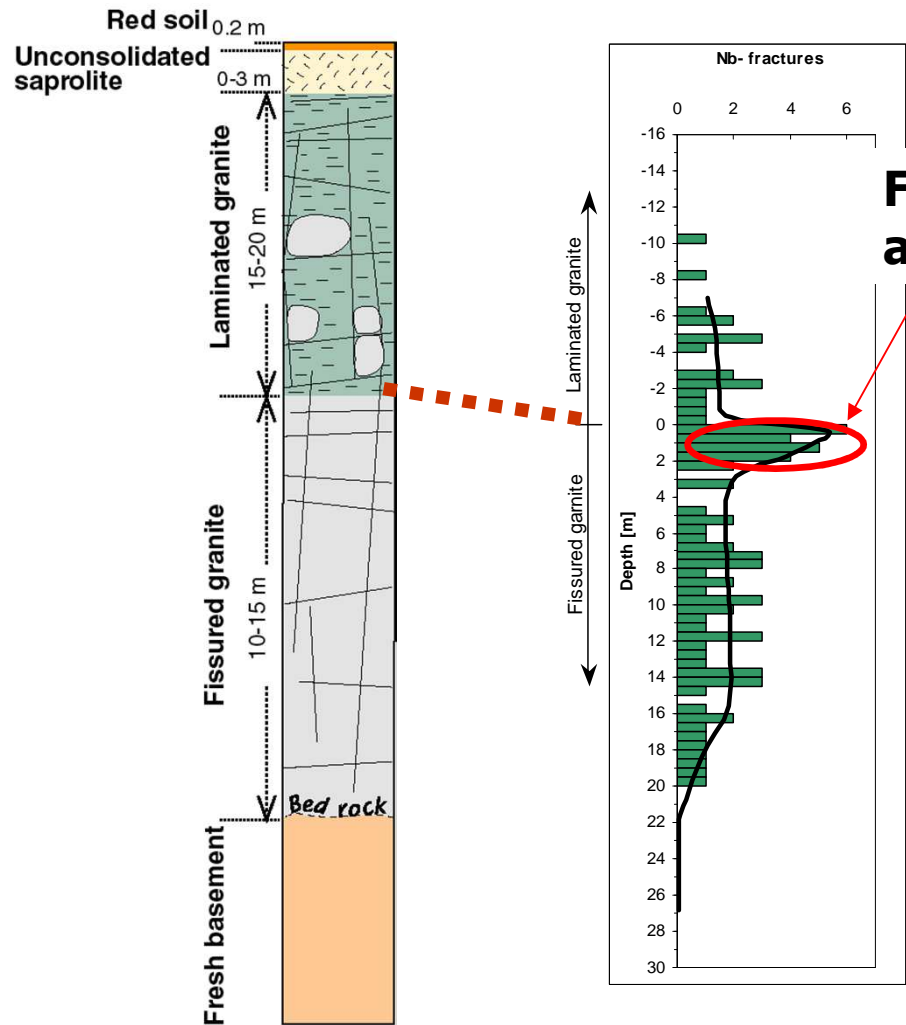 Red soil 0.2 m
Unconsolidated
saprolite
0-3 m
Laminated granite
15-20 m
Fissured granite
10-15 m
Bed rock
Fresh basement
Nb- fractures
0 2 4 6
-16
-14
-12
-10
-8
-6
-4
-2
0
2
4
6
8
10
12
14
16
18
20
22
24
26
28
30
Depth [m]
Laminated granite
Fissured garnite
F
a